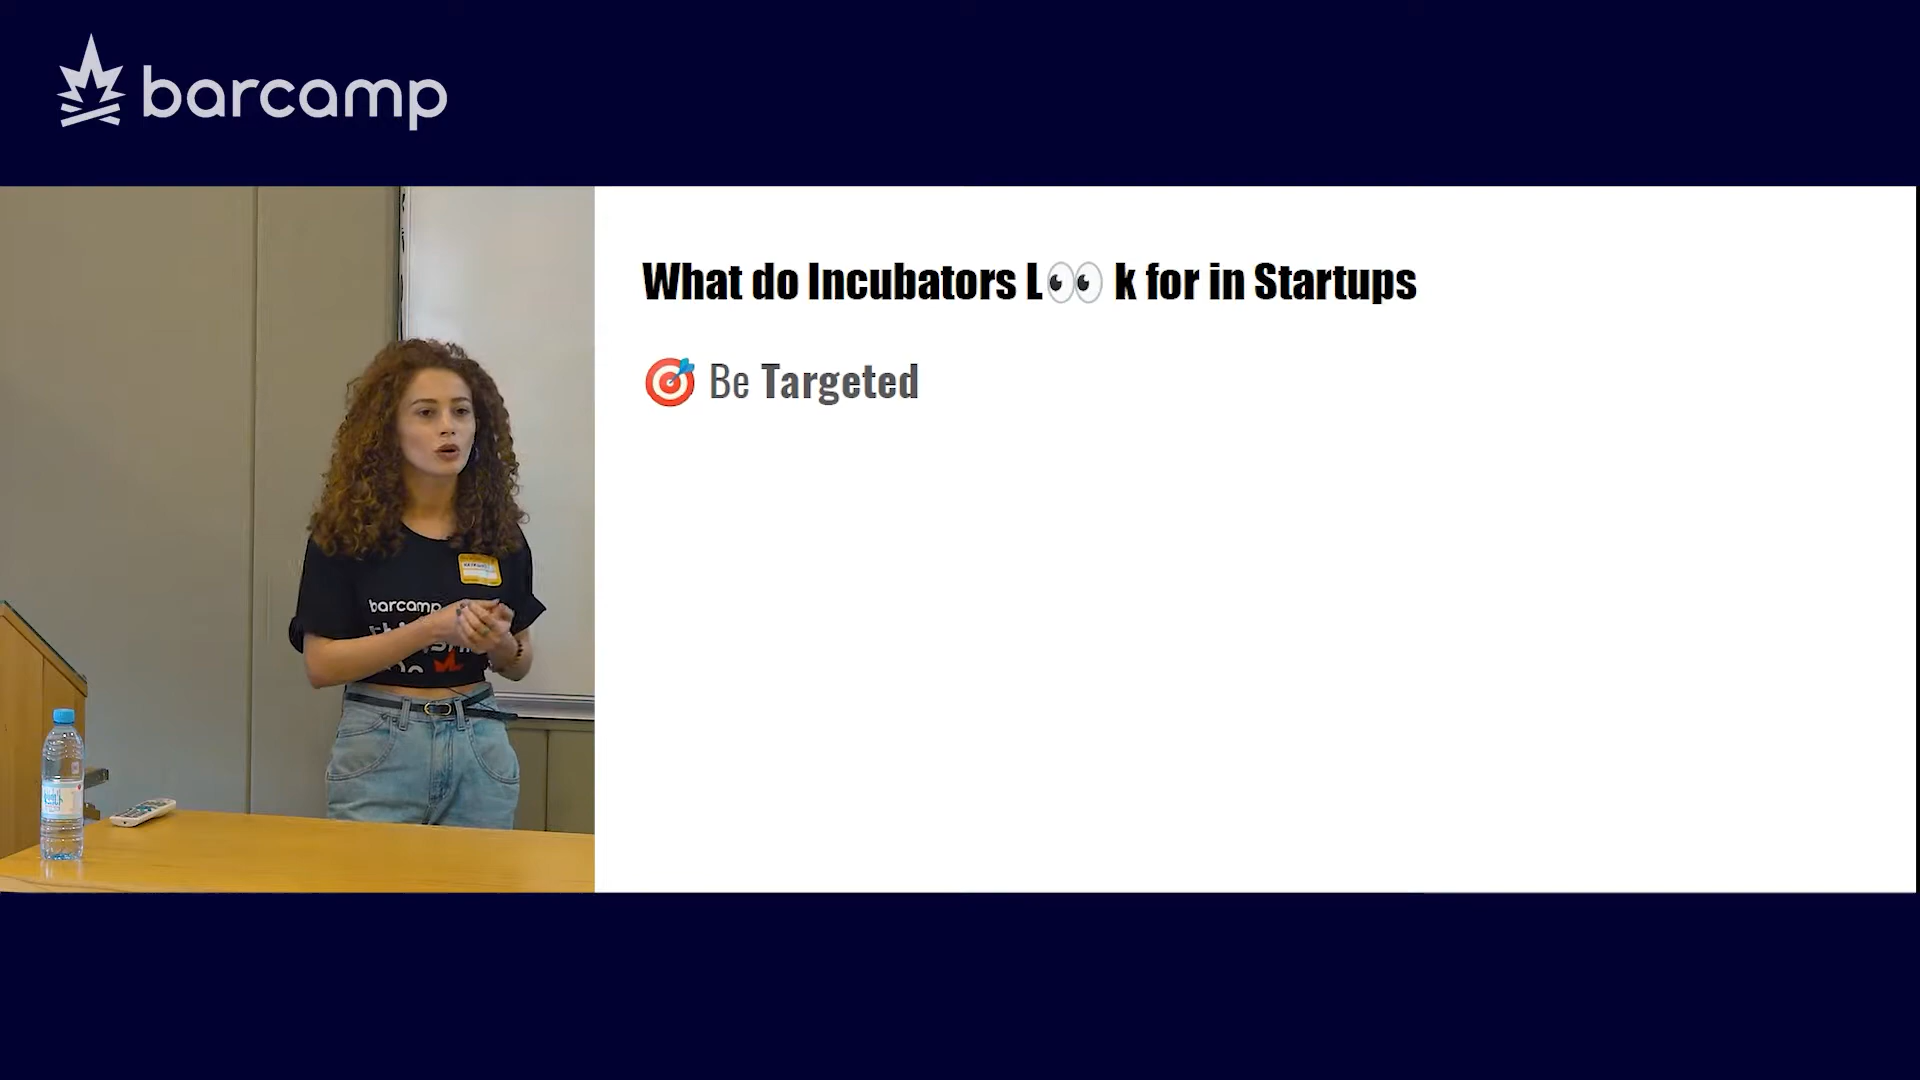 barcamp
What do Incubators L👀 k for in Startups
🎯 Be Targeted
barcamp